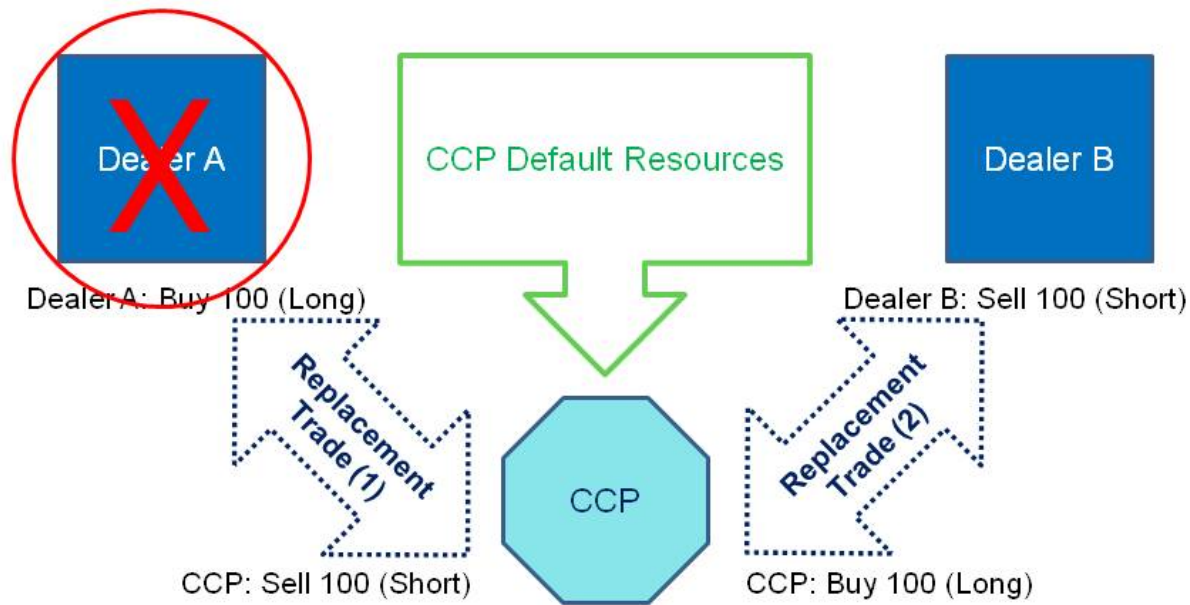 Dealer A
X
CCP Default Resources
Dealer B
Dealer A: Buy 100 (Long)
Dealer B: Sell 100 (Short)
Replacement
Trade (1)
Replacement
Trade (2)
CCP
CCP: Sell 100 (Short)
CCP: Buy 100 (Long)